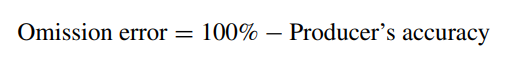 Omission error = 100% − Producer’s accuracy